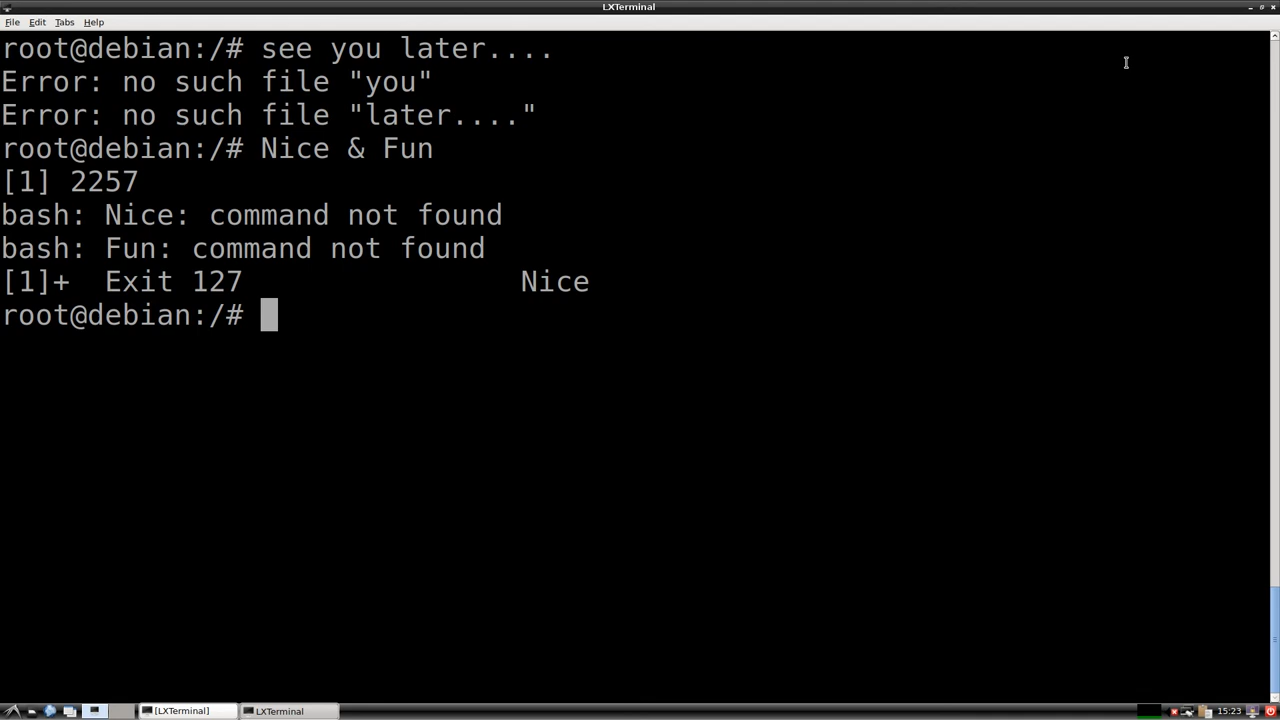 LXTerminal
File Edit Tabs Help
root@debian:/# see you later....
Error: no such file "you"
Error: no such file "later...."
root@debian:/# Nice & Fun
[1] 2257
bash: Nice: command not found
bash: Fun: command not found
[1]+  Exit 127                Nice
root@debian:/#
[LXTerminal] LXTerminal 15:23